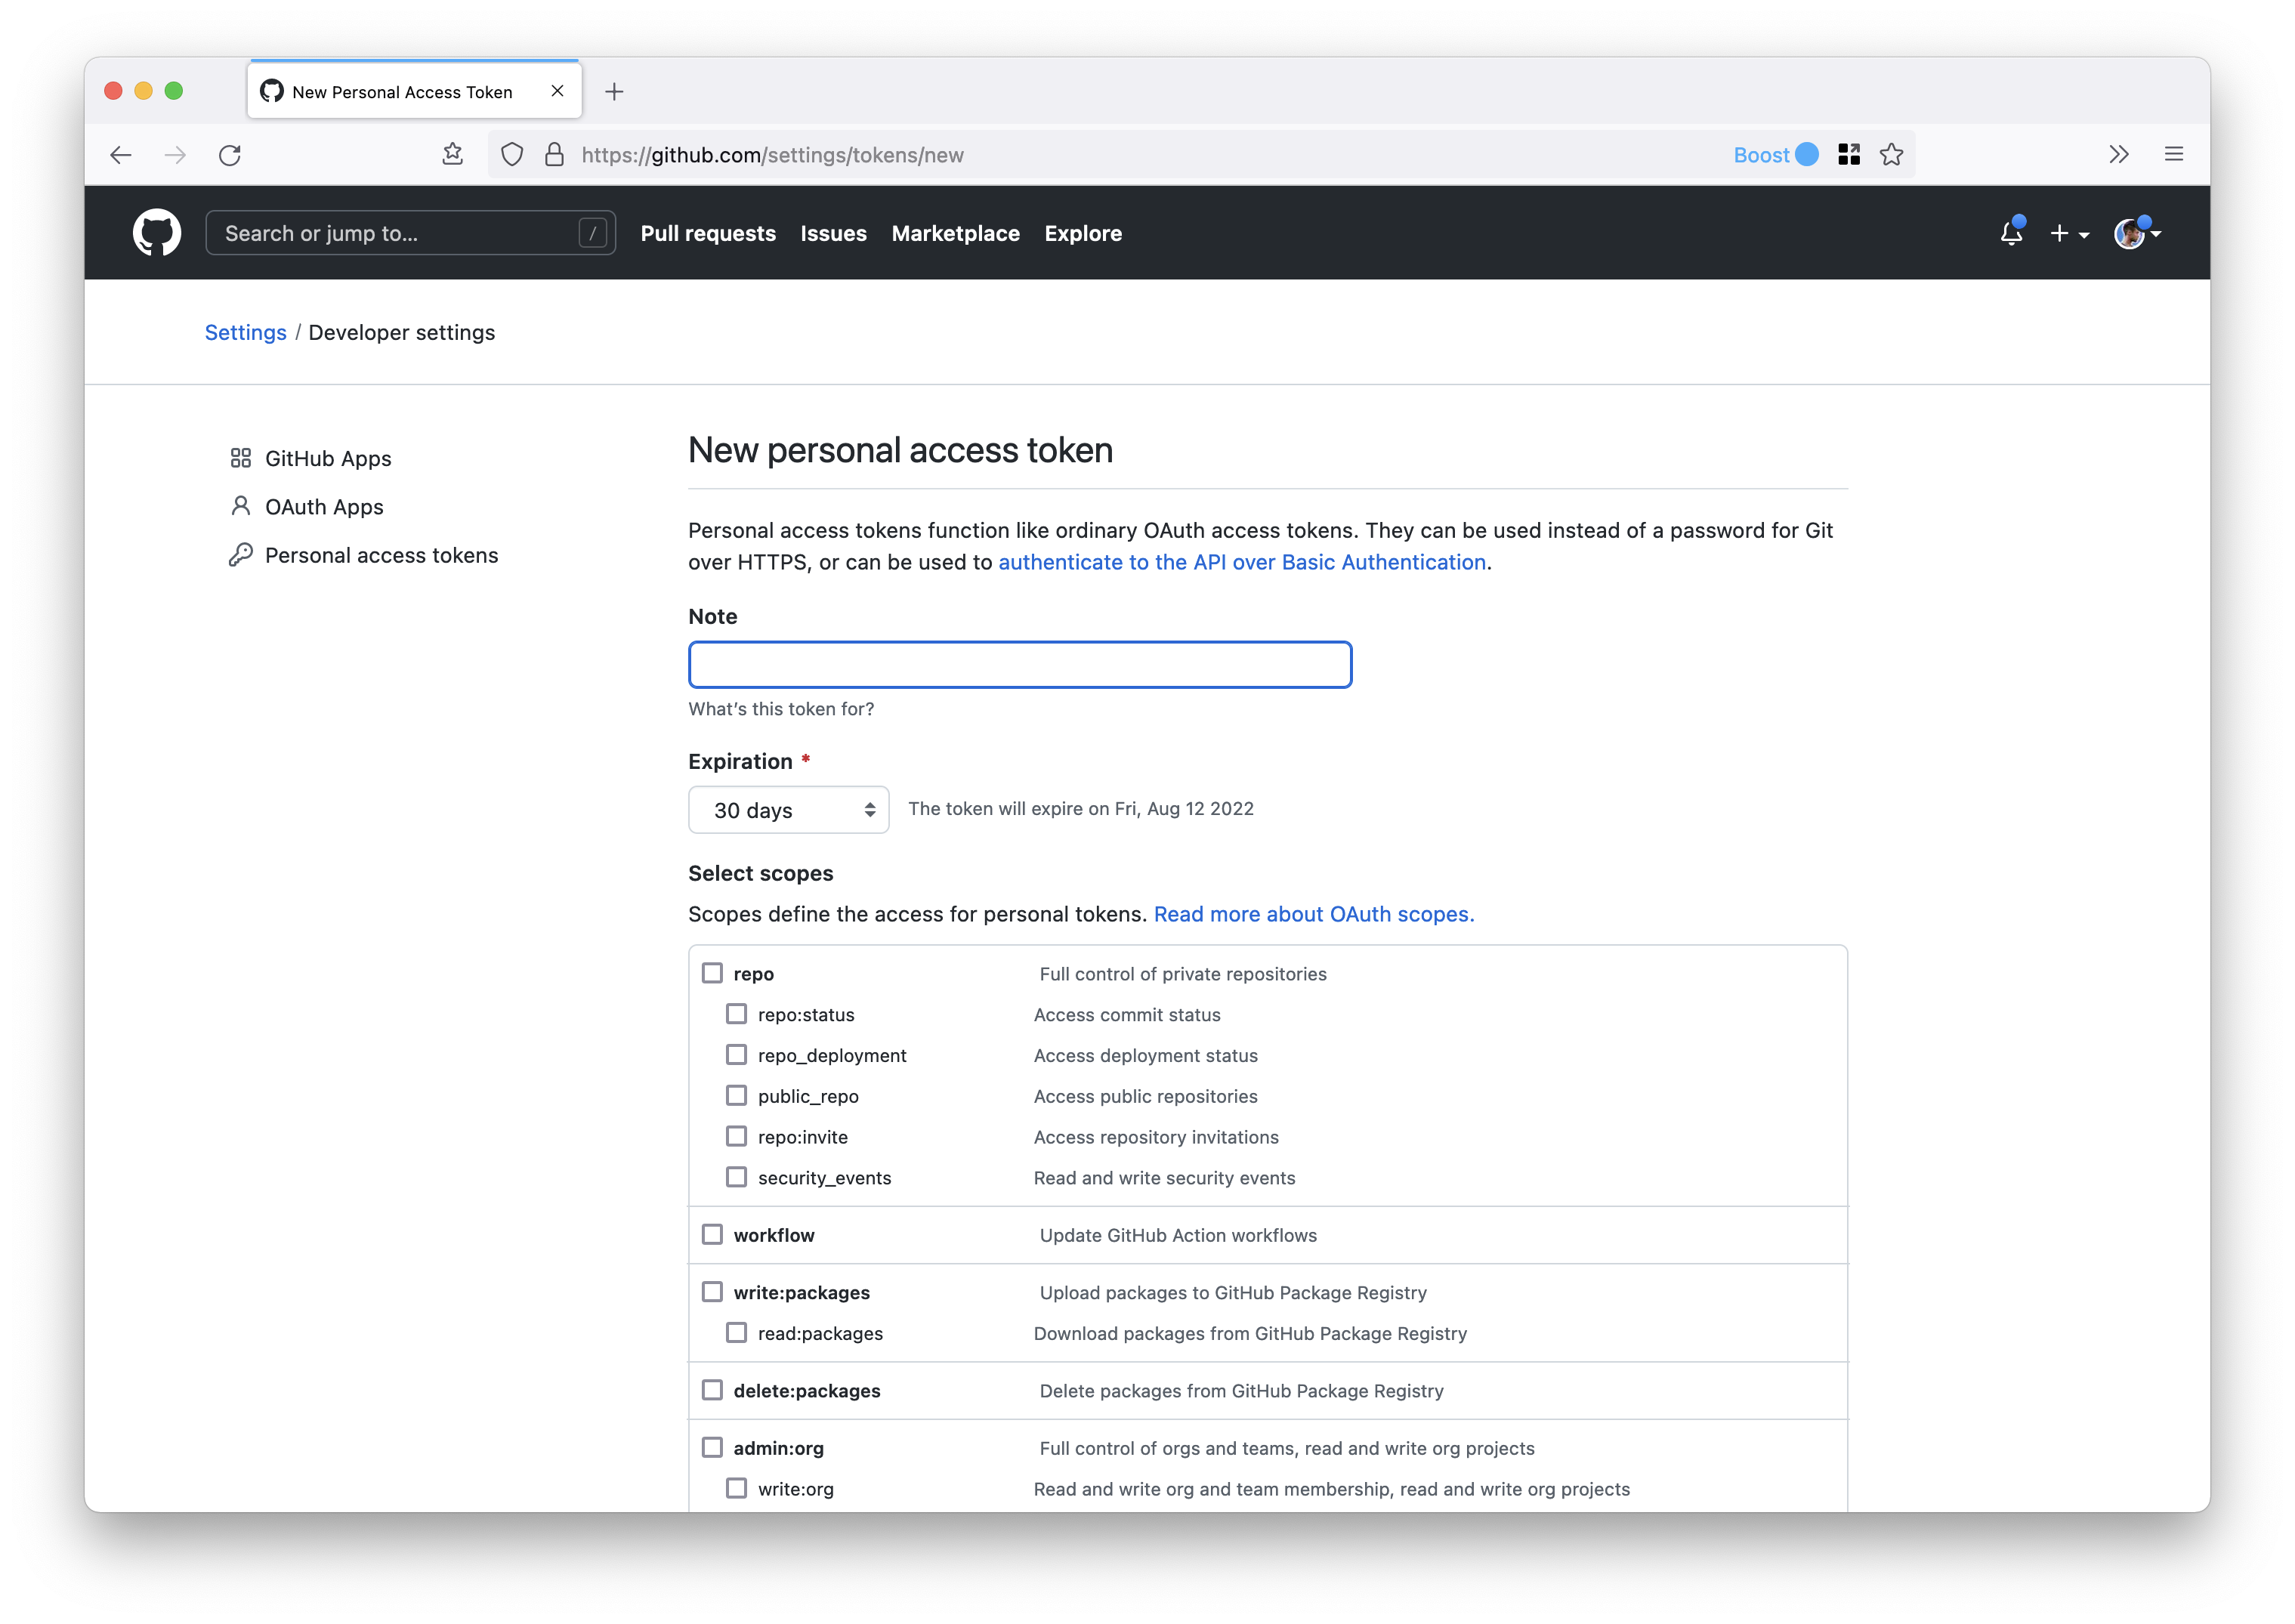 New Personal Access Token
https://github.com/settings/tokens/new
Boost
Search or jump to...
/
Pull requests
Issues
Marketplace
Explore
Settings / Developer settings
GitHub Apps
OAuth Apps
Personal access tokens
New personal access token
Personal access tokens function like ordinary OAuth access tokens. They can be used instead of a password for Git
over HTTPS, or can be used to authenticate to the API over Basic Authentication.
Note
What's this token for?
Expiration *
30 days
The token will expire on Fri, Aug 12 2022
Select scopes
Scopes define the access for personal tokens. Read more about OAuth scopes.
repo Full control of private repositories
repo:status Access commit status
repo_deployment Access deployment status
public_repo Access public repositories
repo:invite Access repository invitations
security_events Read and write security events
workflow Update GitHub Action workflows
write:packages Upload packages to GitHub Package Registry
read:packages Download packages from GitHub Package Registry
delete:packages Delete packages from GitHub Package Registry
admin:org Full control of orgs and teams, read and write org projects
write:org Read and write org and team membership, read and write org projects